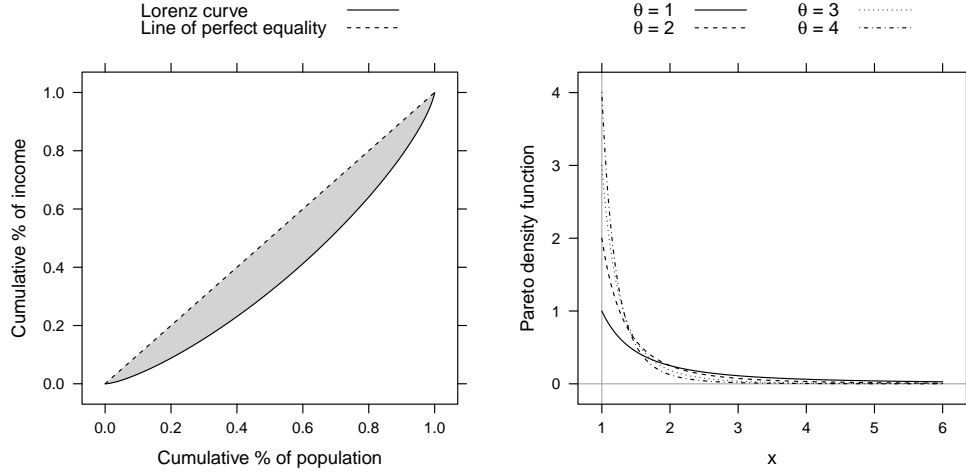 Lorenz curve
Line of perfect equality
1.0
0.8
0.6
0.4
0.2
0.0
Cumulative % of income
0.0 0.2 0.4 0.6 0.8 1.0
Cumulative % of population
θ = 1 θ = 3
θ = 2 θ = 4
4
3
2
1
0
Pareto density function
1 2 3 4 5 6
x